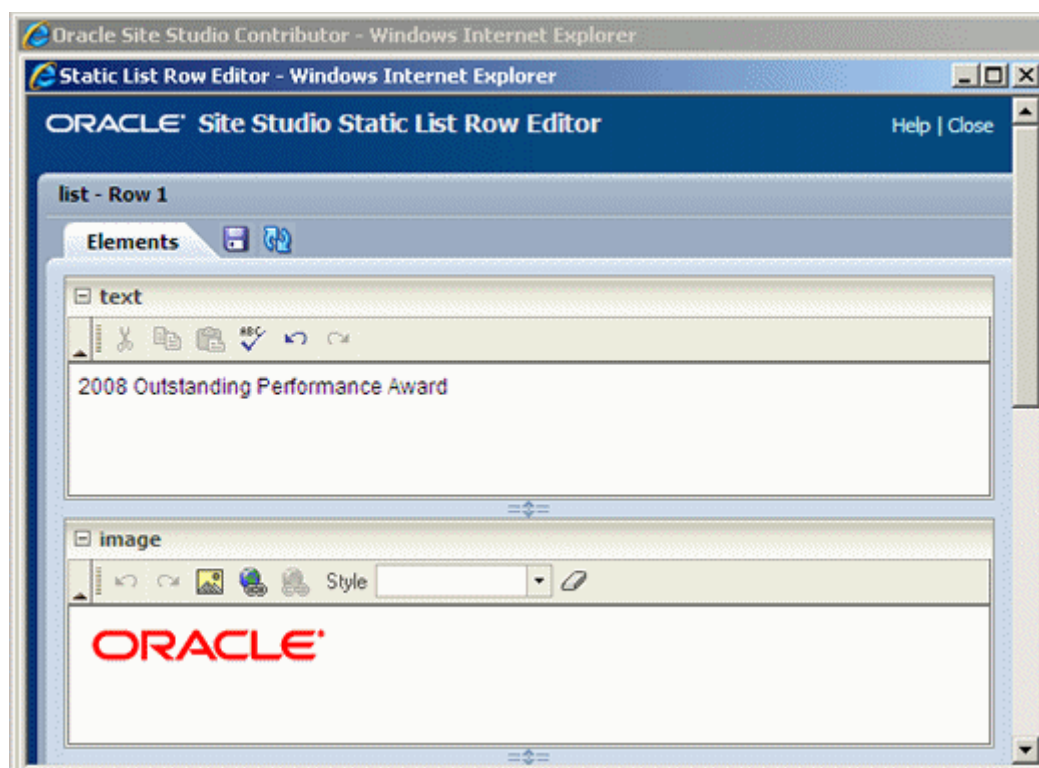 Oracle Site Studio Contributor - Windows Internet Explorer
Static List Row Editor - Windows Internet Explorer
ORACLE® Site Studio Static List Row Editor
Help | Close
list - Row 1
Elements
text
ABC
2008 Outstanding Performance Award
image
Style
ORACLE®